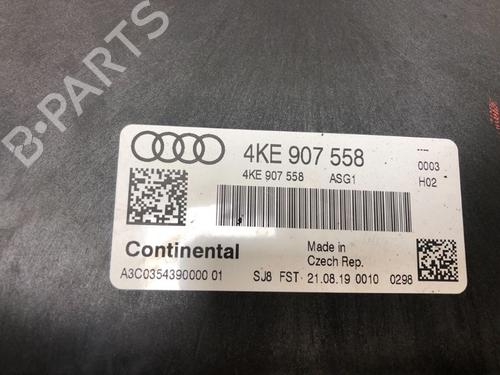 B-PARTS
4KE 907 558
---
0003
4KE 907 558 ASG1 H02
Continental
Made in
Czech Rep.
A3C0354390000 01 SJ8 FST 21.08.19 0010 0298